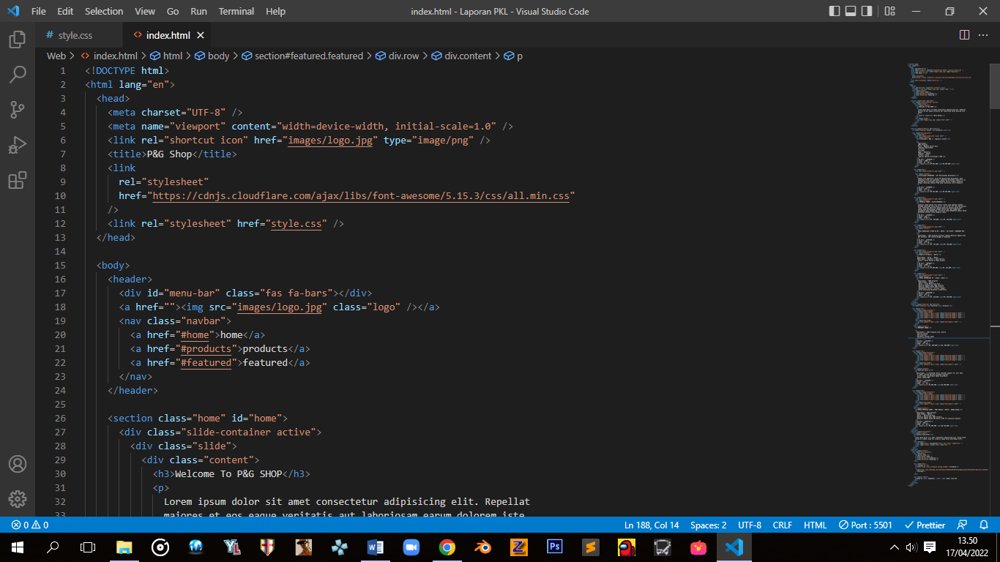 File Edit Selection View Go Run Terminal Help index.html - Laporan PKL - Visual Studio Code
# style.css <> index.html ×
Web > <> index.html > html > body > section#featured.featured > div.row > div.content > p
1 <!DOCTYPE html>
2 <html lang="en">
3 <head>
4 <meta charset="UTF-8" />
5 <meta name="viewport" content="width=device-width, initial-scale=1.0" />
6 <link rel="shortcut icon" href="images/logo.jpg" type="image/png" />
7 <title>P&G Shop</title>
8 <link
9 rel="stylesheet"
10 href="https://cdnjs.cloudflare.com/ajax/libs/font-awesome/5.15.3/css/all.min.css"
11 />
12 <link rel="stylesheet" href="style.css" />
13 </head>
14
15 <body>
16 <header>
17 <div id="menu-bar" class="fas fa-bars"></div>
18 <a href=""><img src="images/logo.jpg" class="logo" /></a>
19 <nav class="navbar">
20 <a href="#home">home</a>
21 <a href="#products">products</a>
22 <a href="#featured">featured</a>
23 </nav>
24 </header>
25
26 <section class="home" id="home">
27 <div class="slide-container active">
28 <div class="slide">
29 <div class="content">
30 <h3>Welcome To P&G SHOP</h3>
31 <p>
32 Lorem ipsum dolor sit amet consectetur adipisicing elit. Repellat
33 maiores et eos eaque veritatis aut laboriosam earum dolorem iste
0 0 Ln 188, Col 14 Spaces: 2 UTF-8 CRLF HTML Port : 5501 Prettier
13.50
17/04/2022